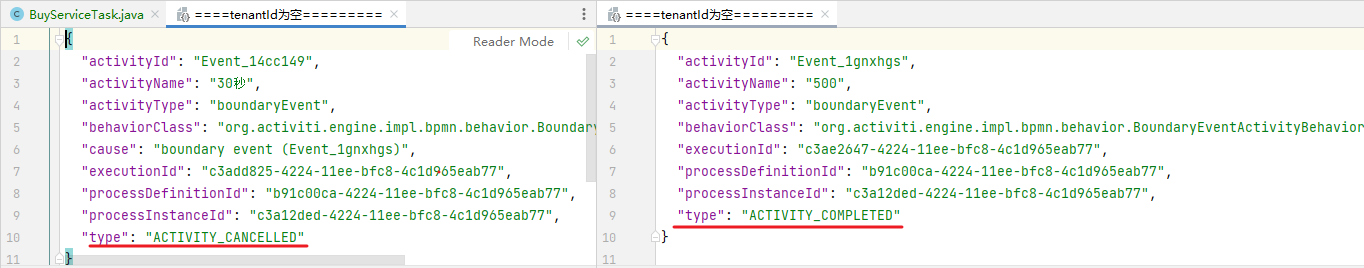 BuyServiceTask.java
====tenantId为空=========
Reader Mode
1 {
2 "activityId": "Event_14cc149",
3 "activityName": "30秒",
4 "activityType": "boundaryEvent",
5 "behaviorClass": "org.activiti.engine.impl.bpmn.behavior.Boundary
6 "cause": "boundary event (Event_1gnxhgs)",
7 "executionId": "c3add825-4224-11ee-bfc8-4c1d965eab77",
8 "processDefinitionId": "b91c00ca-4224-11ee-bfc8-4c1d965eab77",
9 "processInstanceId": "c3a12ded-4224-11ee-bfc8-4c1d965eab77",
10 "type": "ACTIVITY_CANCELLED"
11 }
====tenantId为空=========
1 {
2 "activityId": "Event_1gnxhgs",
3 "activityName": "500",
4 "activityType": "boundaryEvent",
5 "behaviorClass": "org.activiti.engine.impl.bpmn.behavior.BoundaryEventActivityBehavior
6 "executionId": "c3ae2647-4224-11ee-bfc8-4c1d965eab77",
7 "processDefinitionId": "b91c00ca-4224-11ee-bfc8-4c1d965eab77",
8 "processInstanceId": "c3a12ded-4224-11ee-bfc8-4c1d965eab77",
9 "type": "ACTIVITY_COMPLETED"
10 }
11